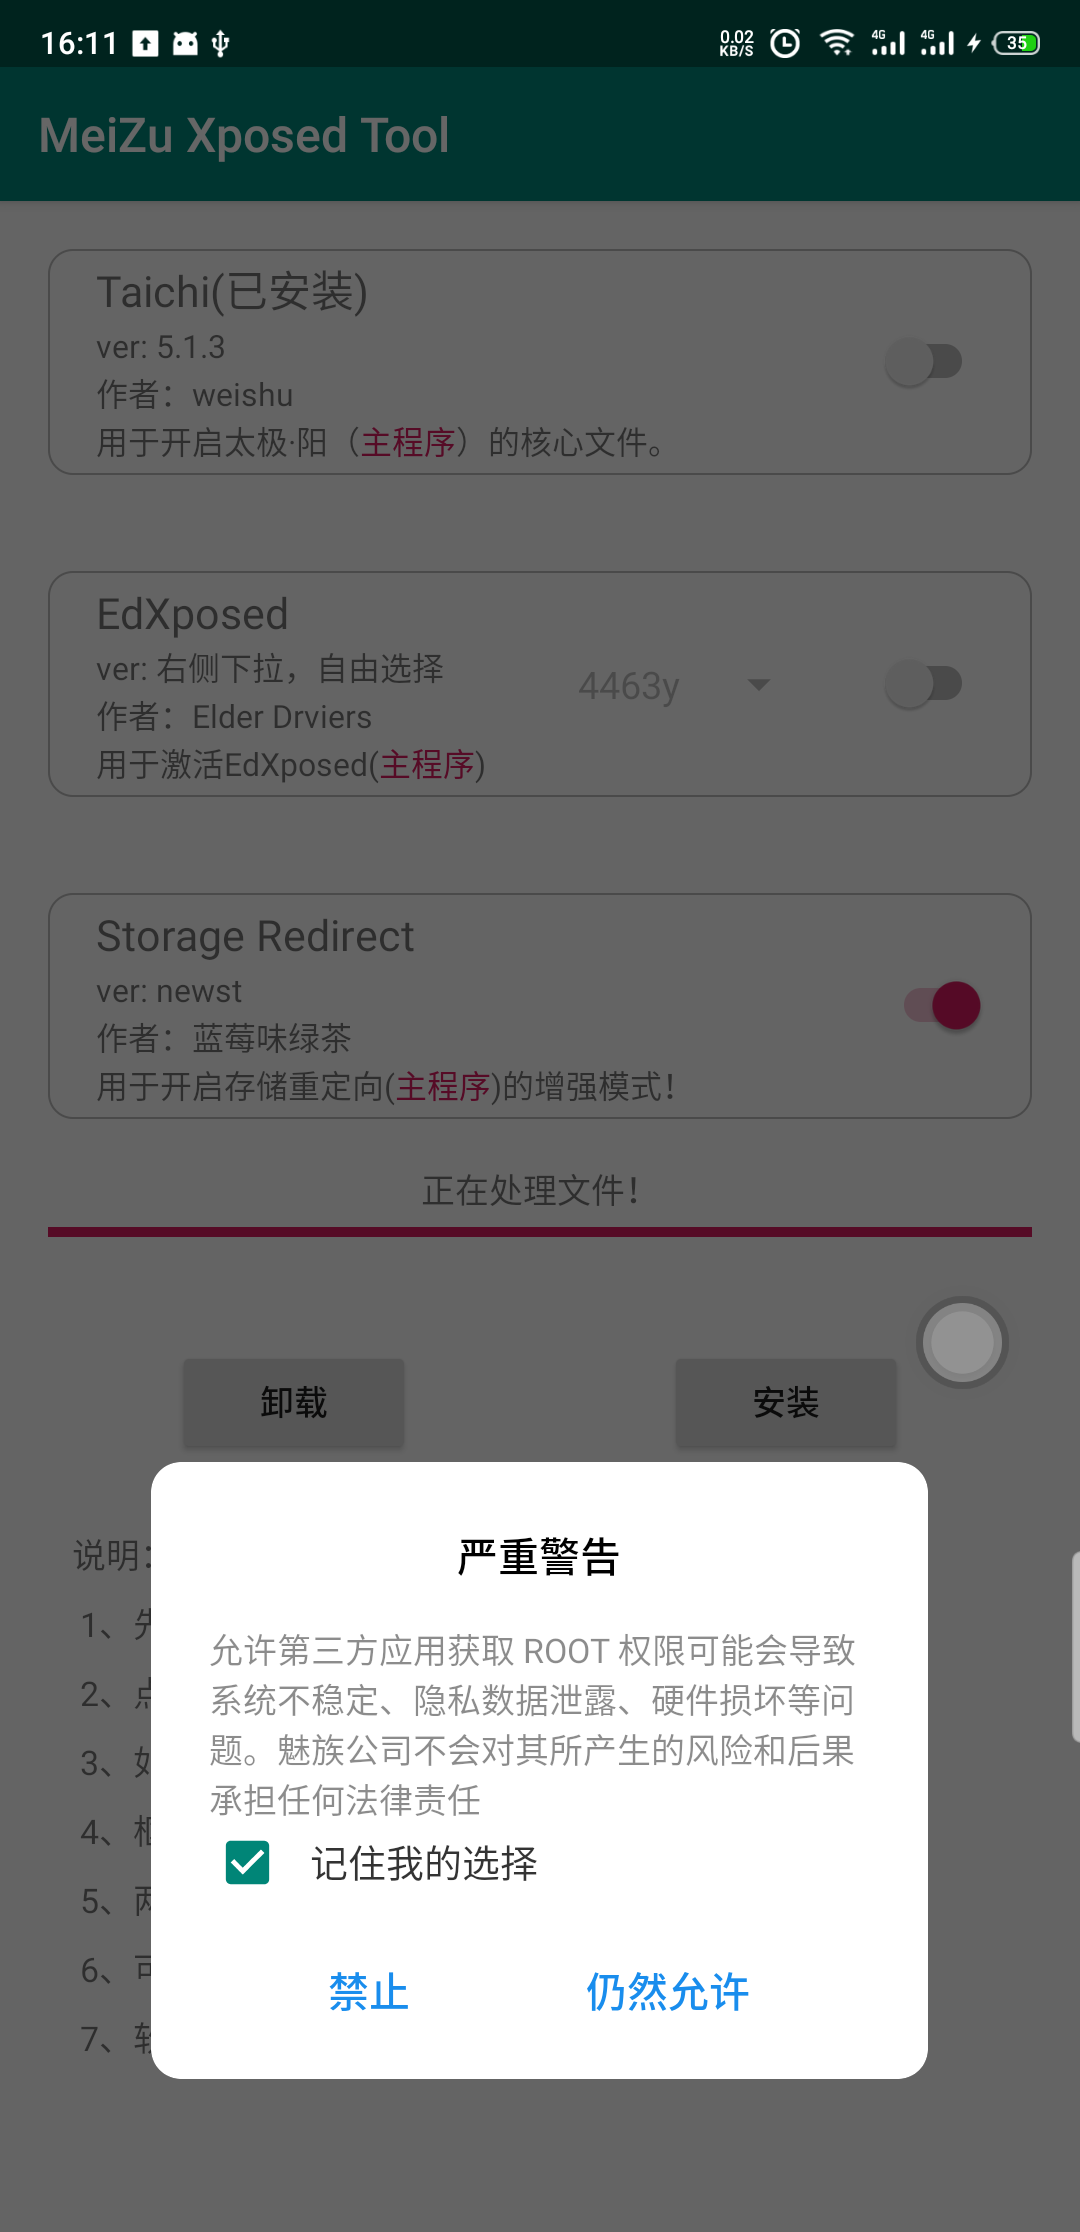 16:11
0.02
KB/S
4G
4G
35
MeiZu Xposed Tool
Taichi(已安装)
ver: 5.1.3
作者：weishu
用于开启太极·阳（主程序）的核心文件。
EdXposed
ver: 右侧下拉，自由选择
4463y
作者：Elder Drviers
用于激活EdXposed(主程序)
Storage Redirect
ver: newst
作者：蓝莓味绿茶
用于开启存储重定向(主程序)的增强模式！
正在处理文件！
卸载
安装
说明：
1、先
2、点
3、如
4、框
5、两
6、可
7、软
严重警告
允许第三方应用获取 ROOT 权限可能会导致
系统不稳定、隐私数据泄露、硬件损坏等问
题。魅族公司不会对其所产生的风险和后果
承担任何法律责任
记住我的选择
禁止
仍然允许